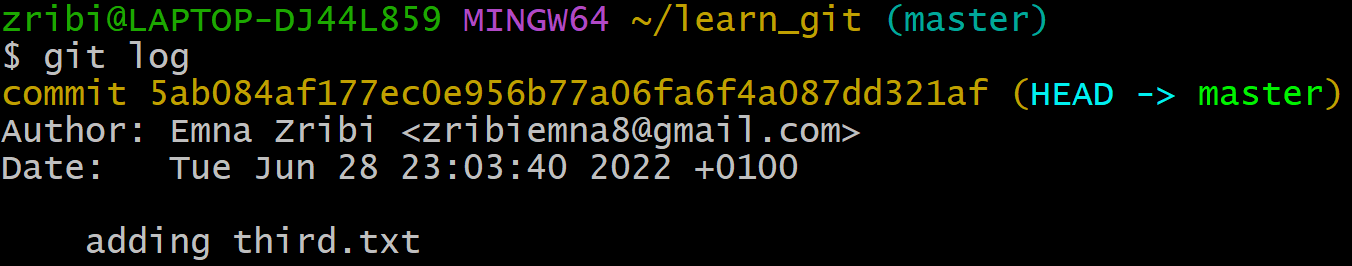 zribi@LAPTOP-DJ44L859 MINGW64 ~/learn_git (master)
$ git log
commit 5ab084af177ec0e956b77a06fa6f4a087dd321af (HEAD -> master)
Author: Emna Zribi <zribiemna8@gmail.com>
Date:   Tue Jun 28 23:03:40 2022 +0100
    adding third.txt